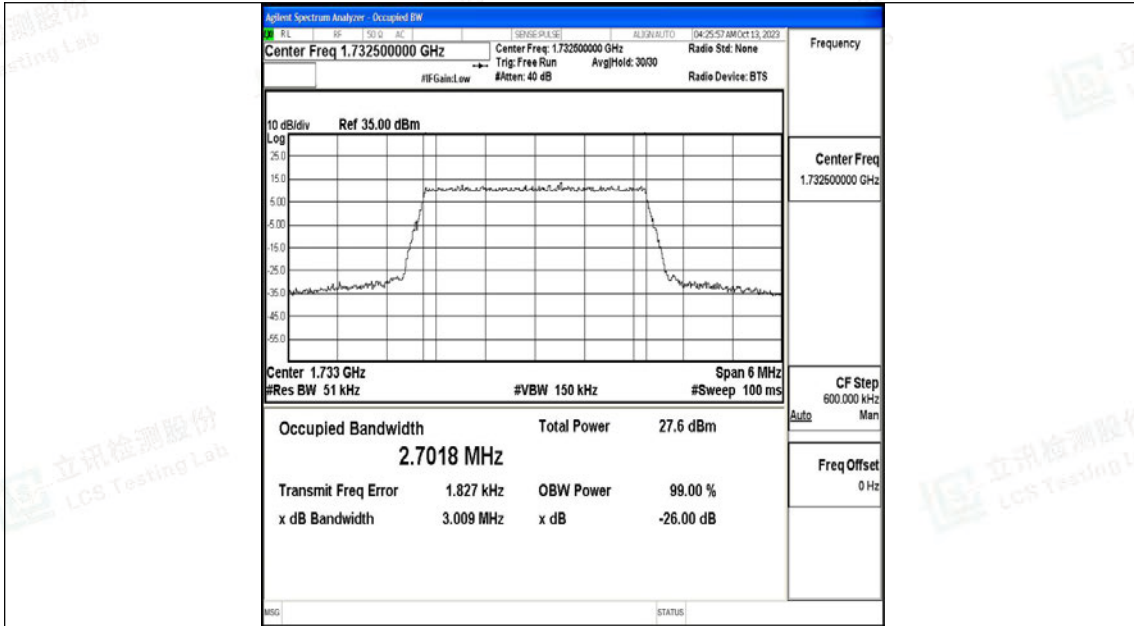 Agilent Spectrum Analyzer - Occupied BW
RL RF 50 Ω AC SENSE:PULSE ALIGNAUTO 04:25:57 AM Oct 13, 2023
Center Freq 1.732500000 GHz
Center Freq: 1.732500000 GHz Radio Std: None
Trig: Free Run Avg|Hold: 30/30
#IFGain:Low #Atten: 40 dB Radio Device: BTS
10 dB/div Ref 35.00 dBm
Log
25.0
15.0
5.00
-5.00
-15.0
-25.0
-35.0
-45.0
-55.0
Center 1.733 GHz Span 6 MHz
#Res BW 51 kHz #VBW 150 kHz #Sweep 100 ms
Occupied Bandwidth Total Power 27.6 dBm
2.7018 MHz
Transmit Freq Error 1.827 kHz OBW Power 99.00 %
x dB Bandwidth 3.009 MHz x dB -26.00 dB
MSG STATUS
Frequency
Center Freq
1.732500000 GHz
CF Step
600.000 kHz
Auto Man
Freq Offset
0 Hz
立讯检测股份
LCS Testing Lab
立讯检测股份